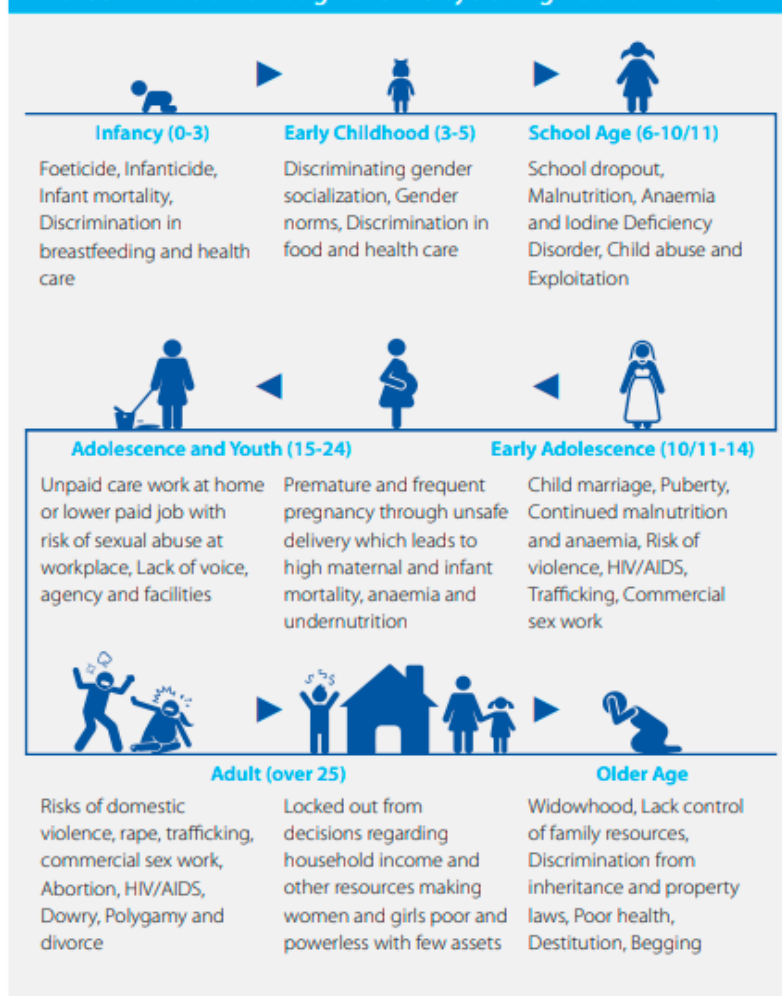 Infancy (0-3)
Foeticide, Infanticide,
Infant mortality,
Discrimination in
breastfeeding and health
care
Early Childhood (3-5)
Discriminating gender
socialization, Gender
norms, Discrimination in
food and health care
School Age (6-10/11)
School dropout,
Malnutrition, Anaemia
and Iodine Deficiency
Disorder, Child abuse and
Exploitation
Early Adolescence (10/11-14)
Child marriage, Puberty,
Continued malnutrition
and anaemia, Risk of
violence, HIV/AIDS,
Trafficking, Commercial
sex work
Adolescence and Youth (15-24)
Premature and frequent
pregnancy through unsafe
delivery which leads to
high maternal and infant
mortality, anaemia and
undernutrition
Unpaid care work at home
or lower paid job with
risk of sexual abuse at
workplace, Lack of voice,
agency and facilities
Adult (over 25)
Risks of domestic
violence, rape, trafficking,
commercial sex work,
Abortion, HIV/AIDS,
Dowry, Polygamy and
divorce
Locked out from
decisions regarding
household income and
other resources making
women and girls poor and
powerless with few assets
Older Age
Widowhood, Lack control
of family resources,
Discrimination from
inheritance and property
laws, Poor health,
Destitution, Begging